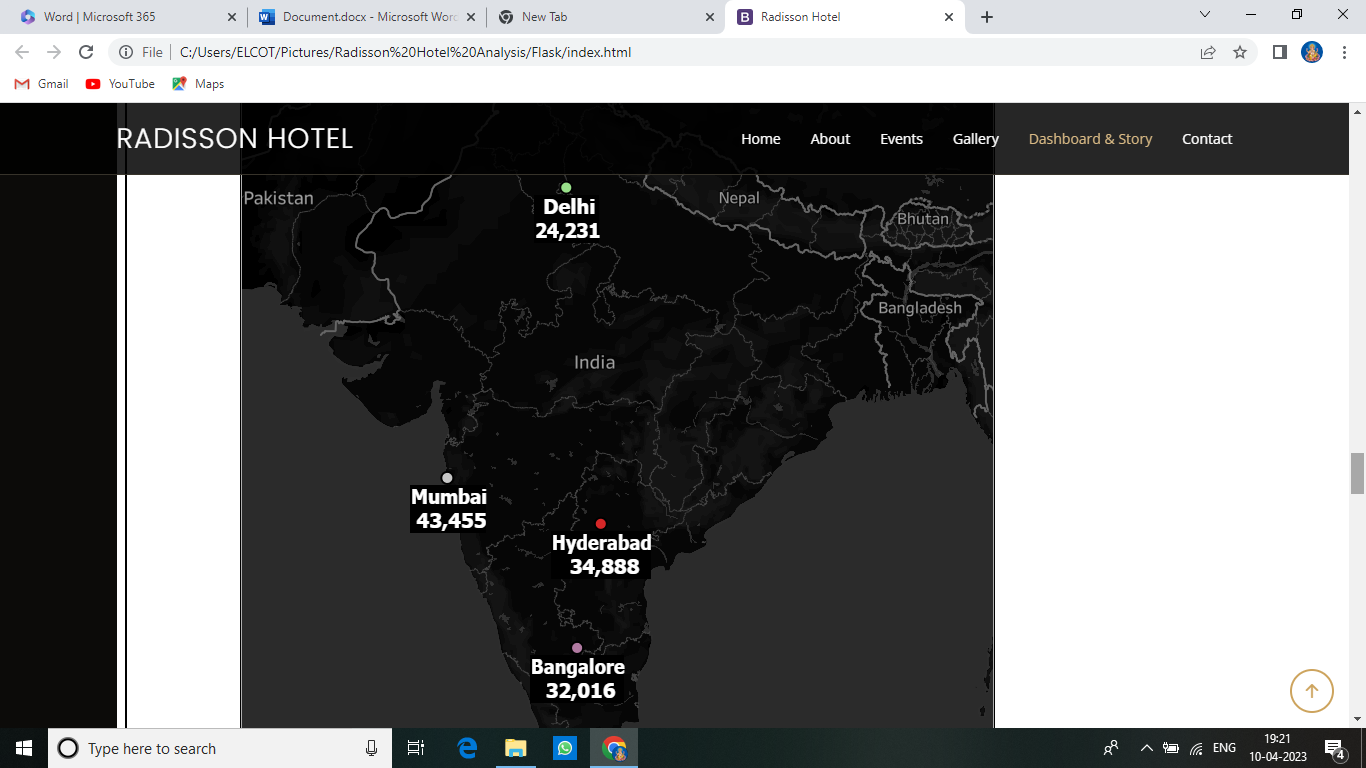 Word | Microsoft 365
Document.docx - Microsoft Word
New Tab
Radisson Hotel
File
C:/Users/ELCOT/Pictures/Radisson%20Hotel%20Analysis/Flask/index.html
Gmail
YouTube
Maps
RADISSON HOTEL
Home
About
Events
Gallery
Dashboard & Story
Contact
Pakistan
Delhi
24,231
Nepal
Bhutan
Bangladesh
India
Mumbai
43,455
Hyderabad
34,888
Bangalore
32,016
Type here to search
ENG
19:21
10-04-2023
4